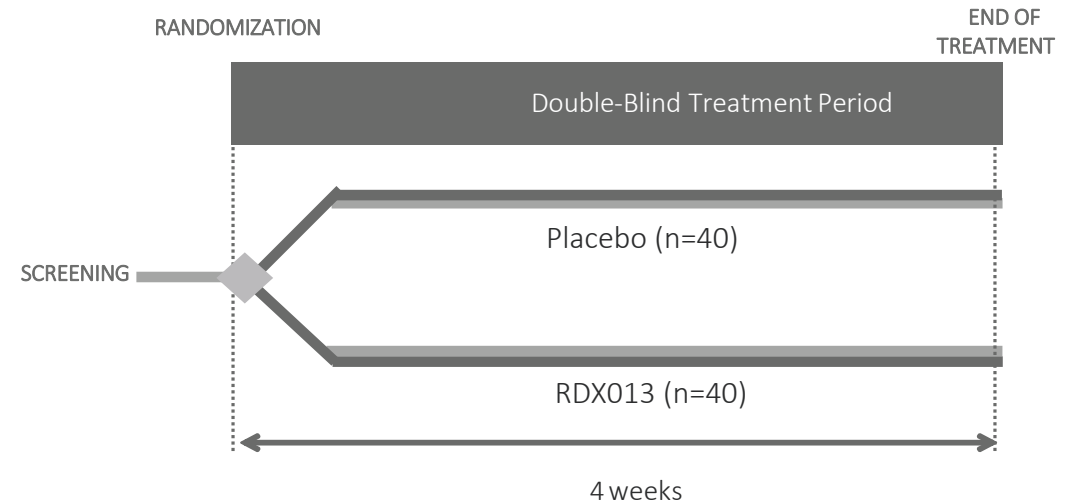 RANDOMIZATION
END OF
TREATMENT
Double-Blind Treatment Period
Placebo (n=40)
SCREENING
RDX013 (n=40)
4 weeks